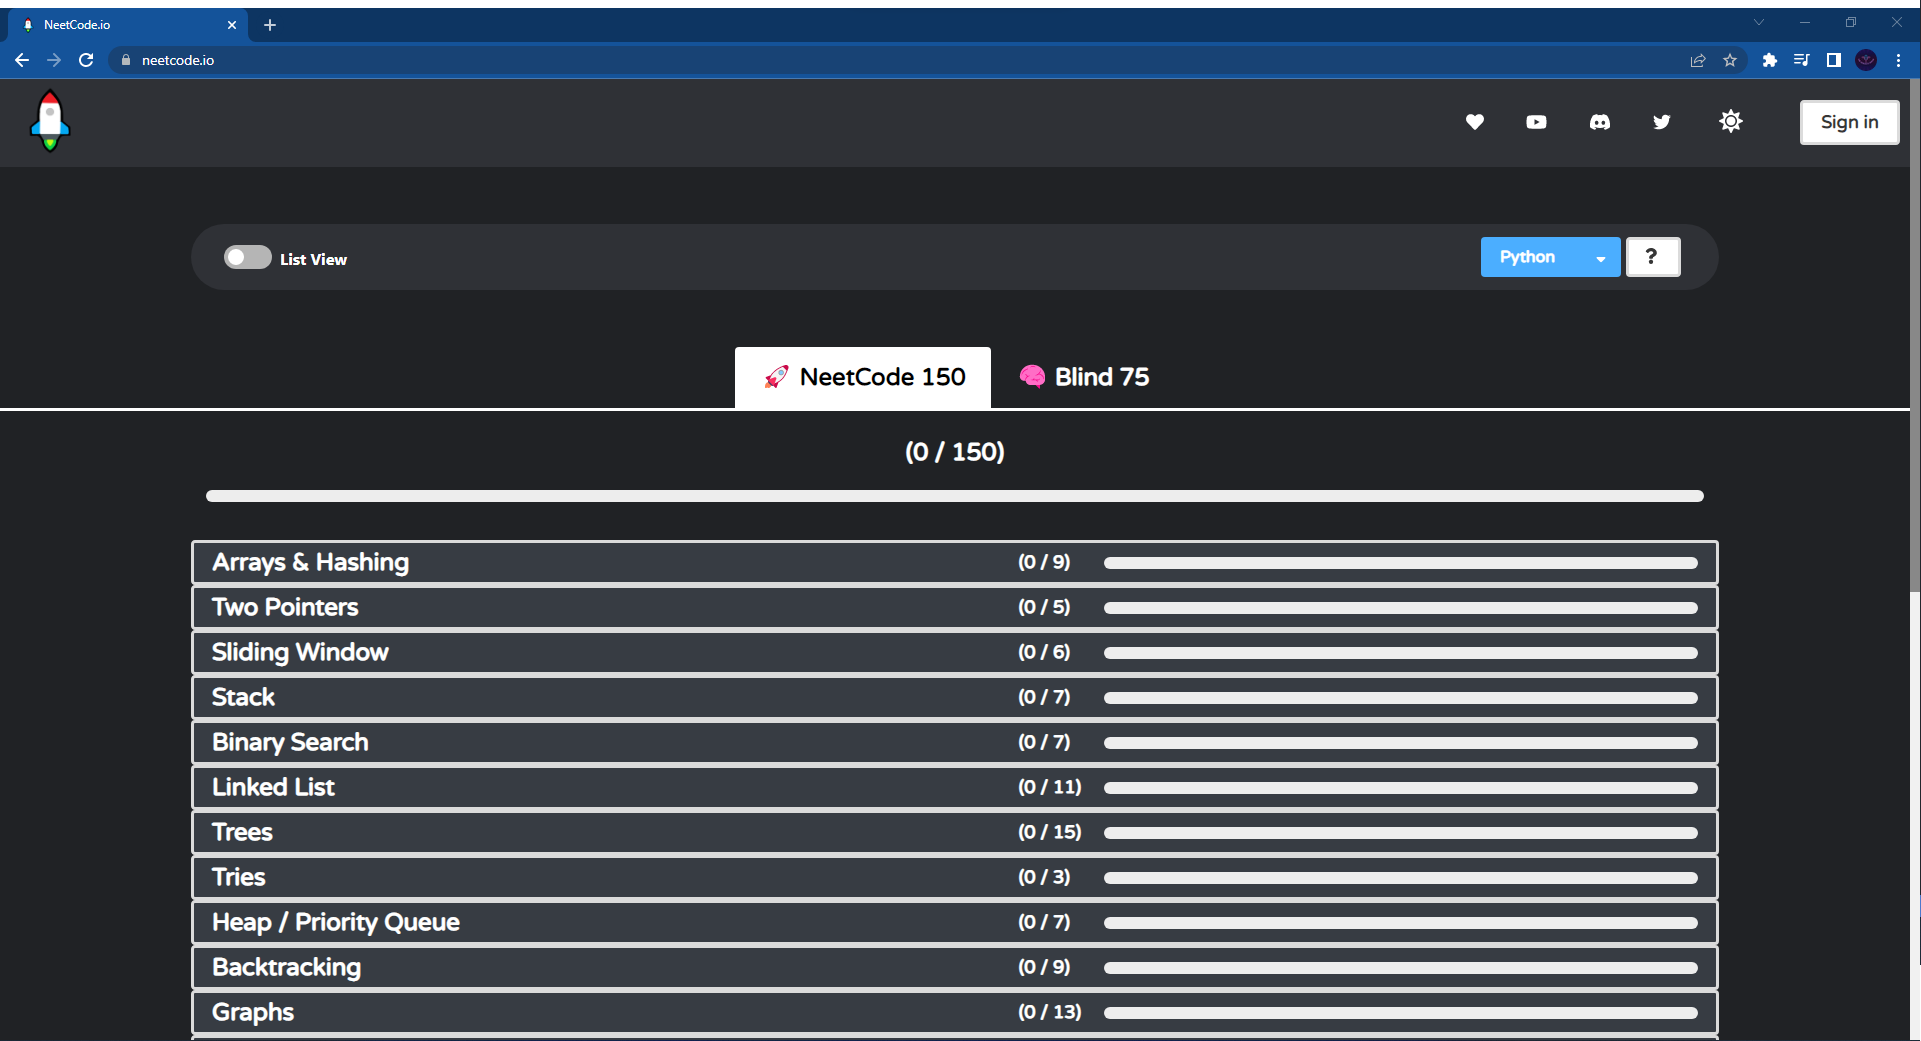 NeetCode.io
neetcode.io
Sign in
List View
Python
?
NeetCode 150
Blind 75
(0 / 150)
Arrays & Hashing (0 / 9)
Two Pointers (0 / 5)
Sliding Window (0 / 6)
Stack (0 / 7)
Binary Search (0 / 7)
Linked List (0 / 11)
Trees (0 / 15)
Tries (0 / 3)
Heap / Priority Queue (0 / 7)
Backtracking (0 / 9)
Graphs (0 / 13)